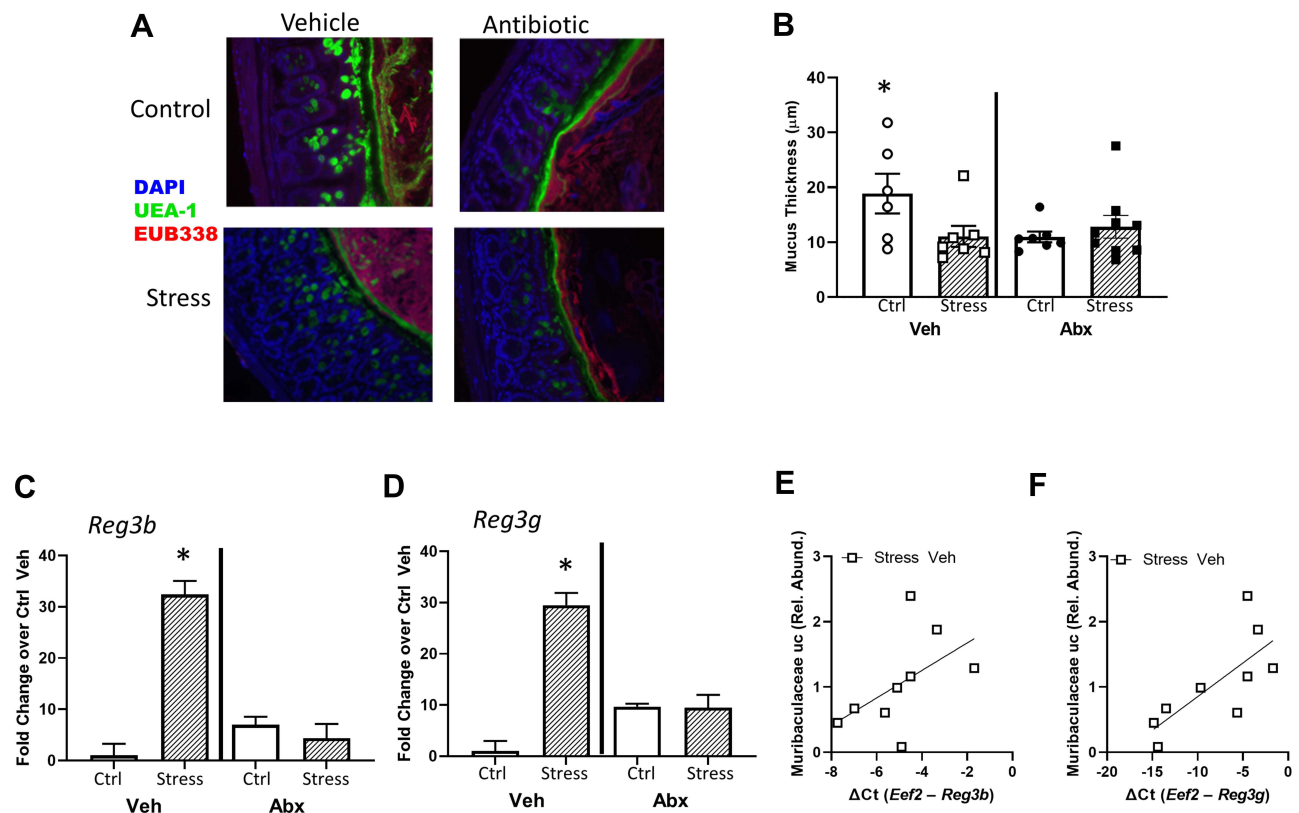 A
Vehicle
Antibiotic
Control
DAPI
UEA-1
EUB338
Stress
B
Mucus Thickness (μm)
40
30
20
10
0
*
Ctrl
Stress
Ctrl
Stress
Veh
Abx
C
Reg3b
Fold Change over Ctrl Veh
40
30
20
10
0
*
Ctrl
Stress
Ctrl
Stress
Veh
Abx
D
Reg3g
Fold Change over Ctrl Veh
40
30
20
10
0
*
Ctrl
Stress
Ctrl
Stress
Veh
Abx
E
Muribaculaceae uc (Rel. Abund.)
Stress Veh
3
2
1
0
-8
-6
-4
-2
0
ΔCt (Eef2 – Reg3b)
F
Muribaculaceae uc (Rel. Abund.)
Stress Veh
3
2
1
0
-20
-15
-10
-5
0
ΔCt (Eef2 – Reg3g)